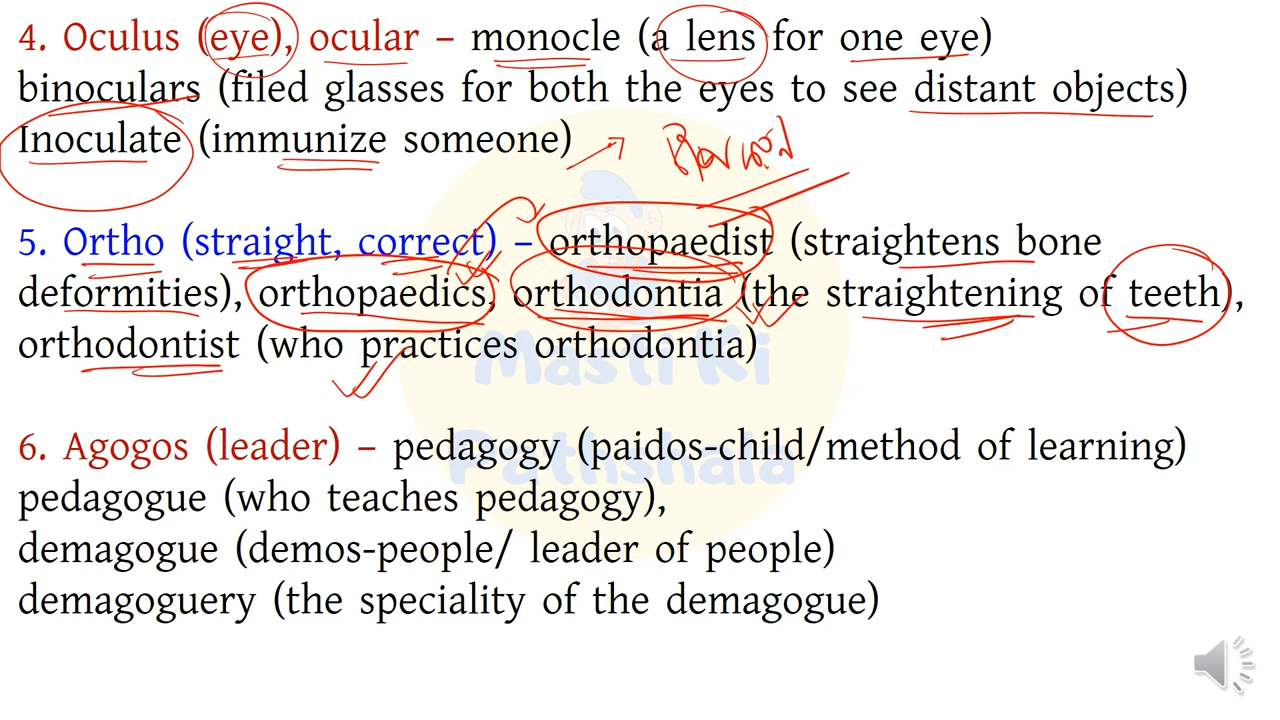 4. Oculus (eye), ocular – monocle (a lens for one eye)
binoculars (filed glasses for both the eyes to see distant objects)
Inoculate (immunize someone)
5. Ortho (straight, correct) – orthopaedist (straightens bone
deformities), orthopaedics, orthodontia (the straightening of teeth),
orthodontist (who practices orthodontia)
Masti Ki
Pathshala
6. Agogos (leader) – pedagogy (paidos-child/method of learning)
pedagogue (who teaches pedagogy),
demagogue (demos-people/ leader of people)
demagoguery (the speciality of the demagogue)